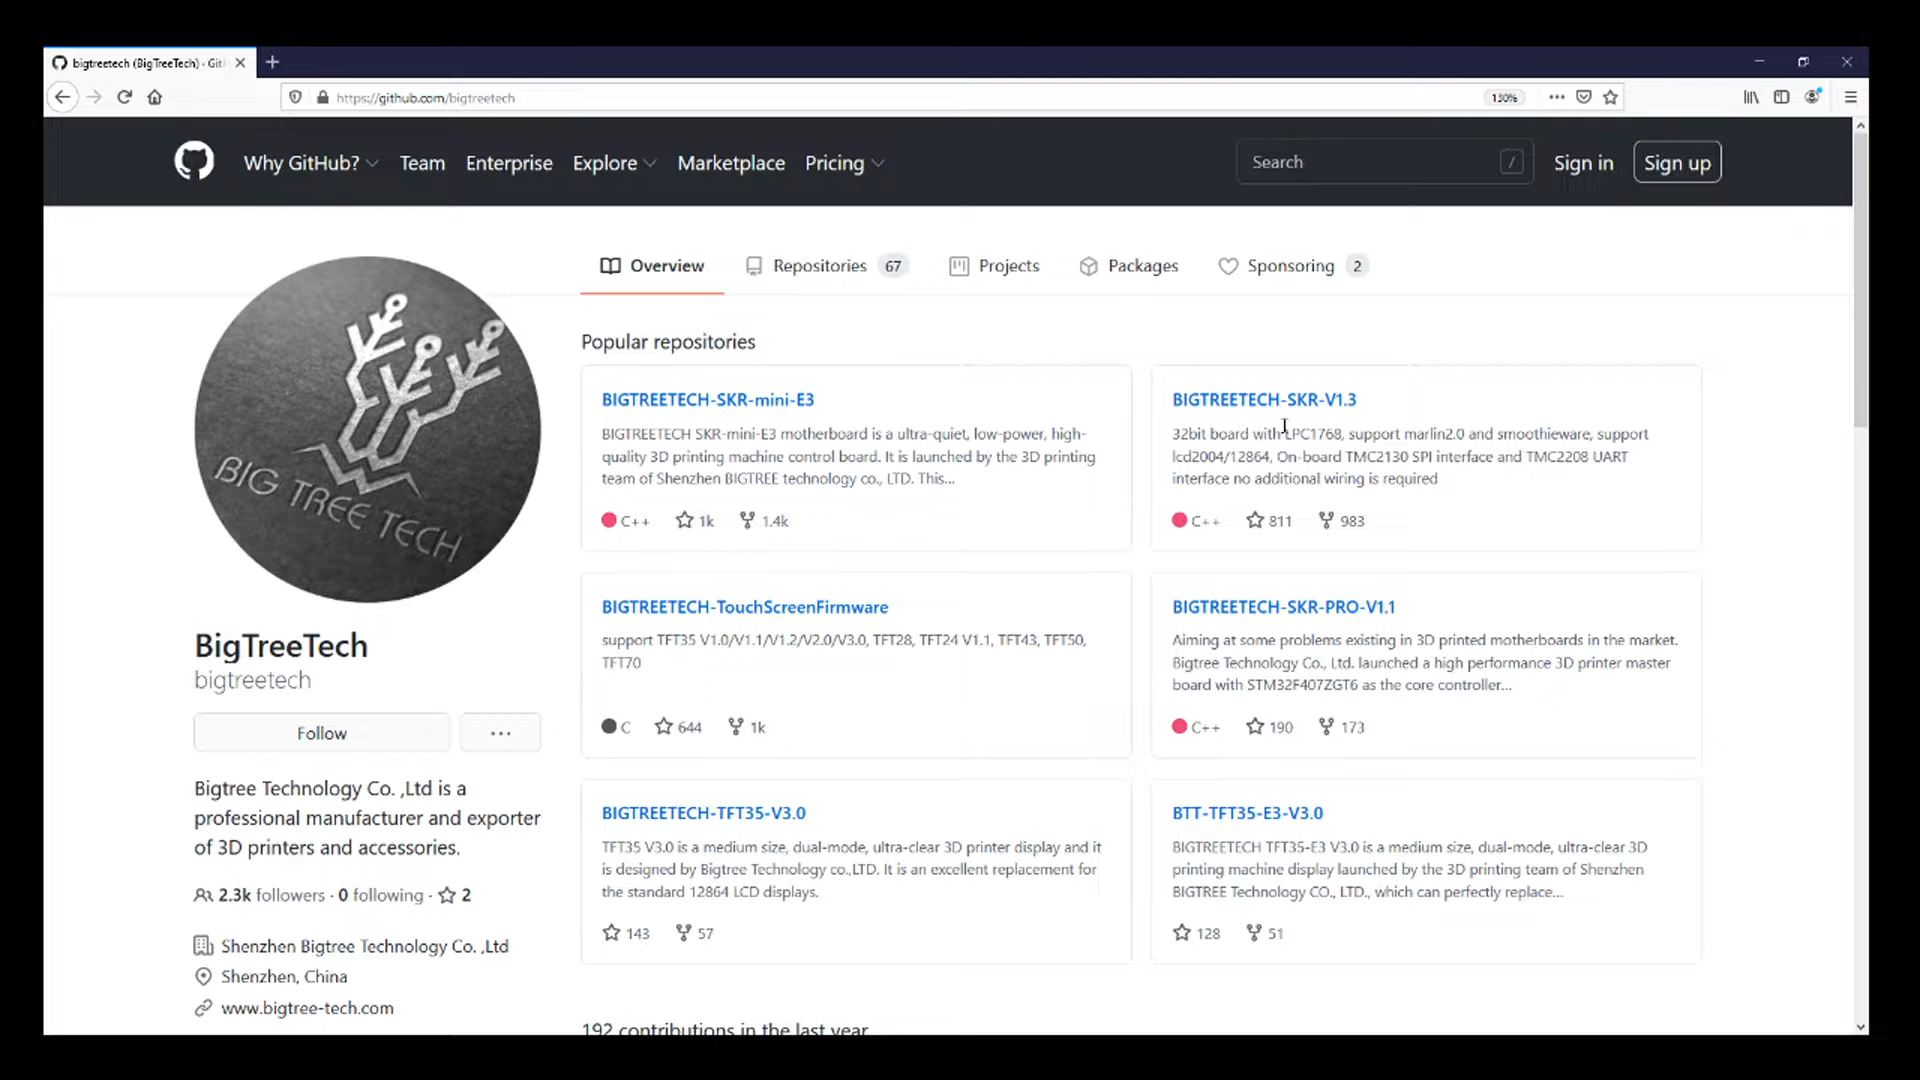 bigtreetech (BigTreeTech) · Git
https://github.com/bigtreetech
130%
Why GitHub?
Team
Enterprise
Explore
Marketplace
Pricing
Search
/
Sign in
Sign up
Overview
Repositories 67
Projects
Packages
Sponsoring 2
BIG TREE TECH
BigTreeTech
bigtreetech
Follow
Bigtree Technology Co. ,Ltd is a
professional manufacturer and exporter
of 3D printers and accessories.
2.3k followers · 0 following · 2
Shenzhen Bigtree Technology Co. ,Ltd
Shenzhen, China
www.bigtree-tech.com
Popular repositories
BIGTREETECH-SKR-mini-E3
BIGTREETECH SKR-mini-E3 motherboard is a ultra-quiet, low-power, high-
quality 3D printing machine control board. It is launched by the 3D printing
team of Shenzhen BIGTREE technology co., LTD. This...
C++ 1k 1.4k
BIGTREETECH-SKR-V1.3
32bit board with LPC1768, support marlin2.0 and smoothieware, support
lcd2004/12864, On-board TMC2130 SPI interface and TMC2208 UART
interface no additional wiring is required
C++ 811 983
BIGTREETECH-TouchScreenFirmware
support TFT35 V1.0/V1.1/V1.2/V2.0/V3.0, TFT28, TFT24 V1.1, TFT43, TFT50,
TFT70
C 644 1k
BIGTREETECH-SKR-PRO-V1.1
Aiming at some problems existing in 3D printed motherboards in the market.
Bigtree Technology Co., Ltd. launched a high performance 3D printer master
board with STM32F407ZGT6 as the core controller...
C++ 190 173
BIGTREETECH-TFT35-V3.0
TFT35 V3.0 is a medium size, dual-mode, ultra-clear 3D printer display and it
is designed by Bigtree Technology co.,LTD. It is an excellent replacement for
the standard 12864 LCD displays.
143 57
BTT-TFT35-E3-V3.0
BIGTREETECH TFT35-E3 V3.0 is a medium size, dual-mode, ultra-clear 3D
printing machine display launched by the 3D printing team of Shenzhen
BIGTREE Technology CO., LTD., which can perfectly replace...
128 51
192 contributions in the last year